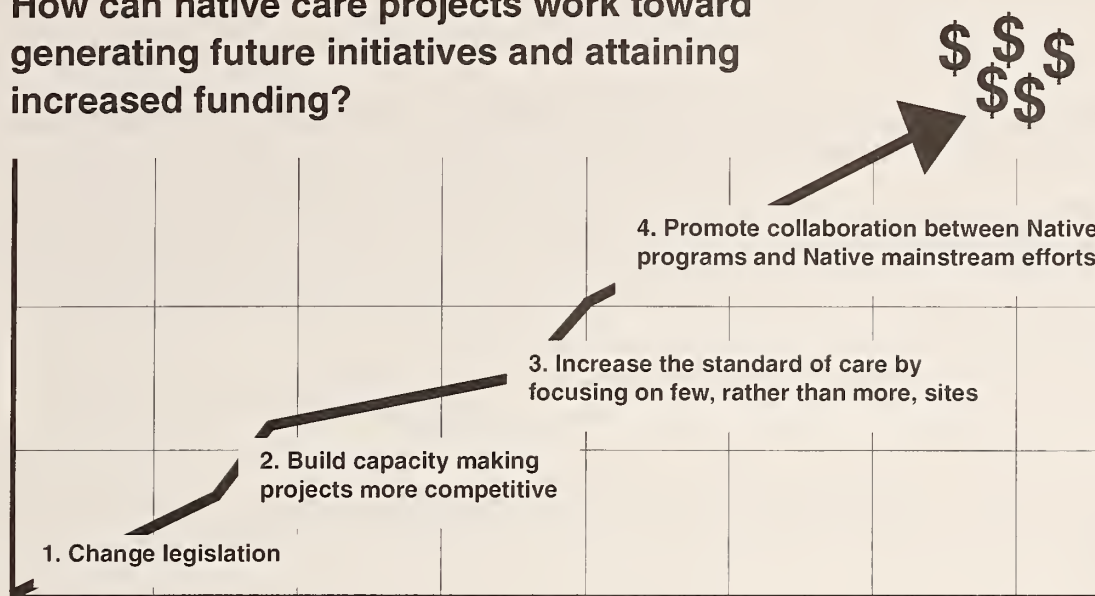 How can native care projects work toward
generating future initiatives and attaining
increased funding?
$ $ $
$ $
4. Promote collaboration between Native
programs and Native mainstream efforts
3. Increase the standard of care by
focusing on few, rather than more, sites
2. Build capacity making
projects more competitive
1. Change legislation